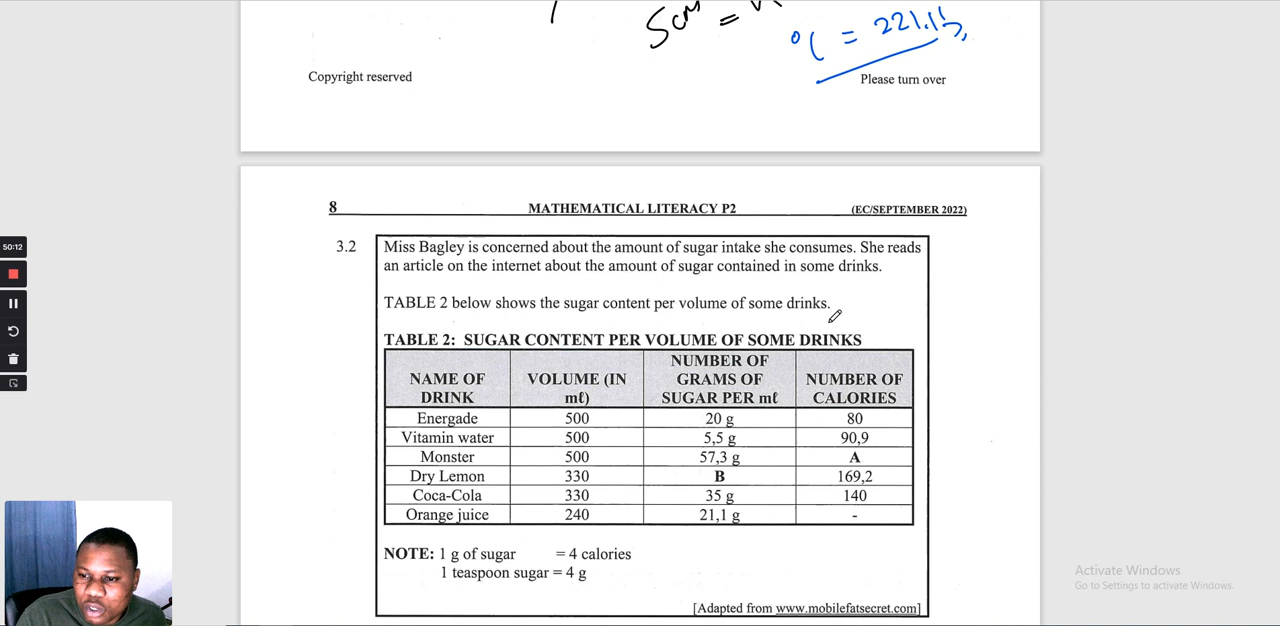 5cm =
°C = 221.15
Copyright reserved
Please turn over
8 MATHEMATICAL LITERACY P2 (EC/SEPTEMBER 2022)
50:12
3.2 Miss Bagley is concerned about the amount of sugar intake she consumes. She reads
an article on the internet about the amount of sugar contained in some drinks.
TABLE 2 below shows the sugar content per volume of some drinks.
TABLE 2: SUGAR CONTENT PER VOLUME OF SOME DRINKS
NAME OF DRINK VOLUME (IN mℓ) NUMBER OF GRAMS OF SUGAR PER mℓ NUMBER OF CALORIES
Energade 500 20 g 80
Vitamin water 500 5,5 g 90,9
Monster 500 57,3 g A
Dry Lemon 330 B 169,2
Coca-Cola 330 35 g 140
Orange juice 240 21,1 g -
NOTE: 1 g of sugar = 4 calories
1 teaspoon sugar = 4 g
[Adapted from www.mobilefatsecret.com]
Activate Windows
Go to Settings to activate Windows.